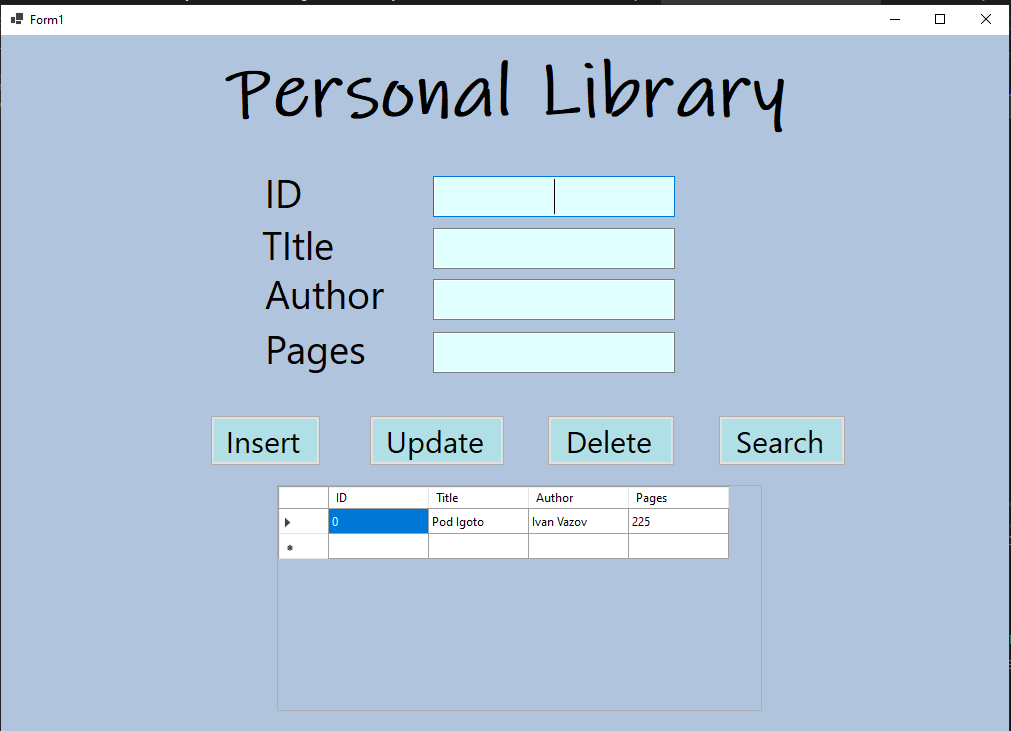 Form1
Personal Library
ID
TItle
Author
Pages
Insert Update Delete Search
ID Title Author Pages
0 Pod Igoto Ivan Vazov 225